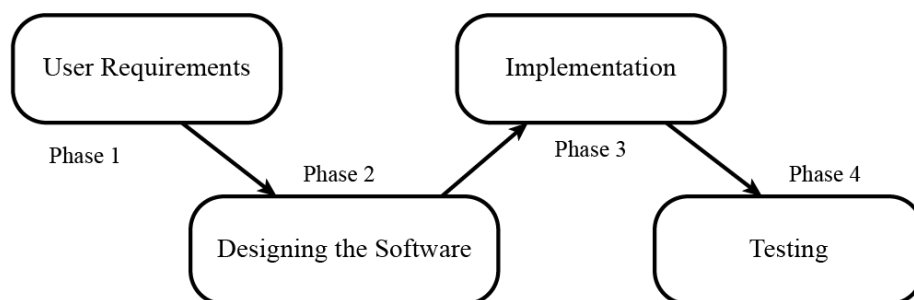 User Requirements
Phase 1
Phase 2
Designing the Software
Implementation
Phase 3
Phase 4
Testing